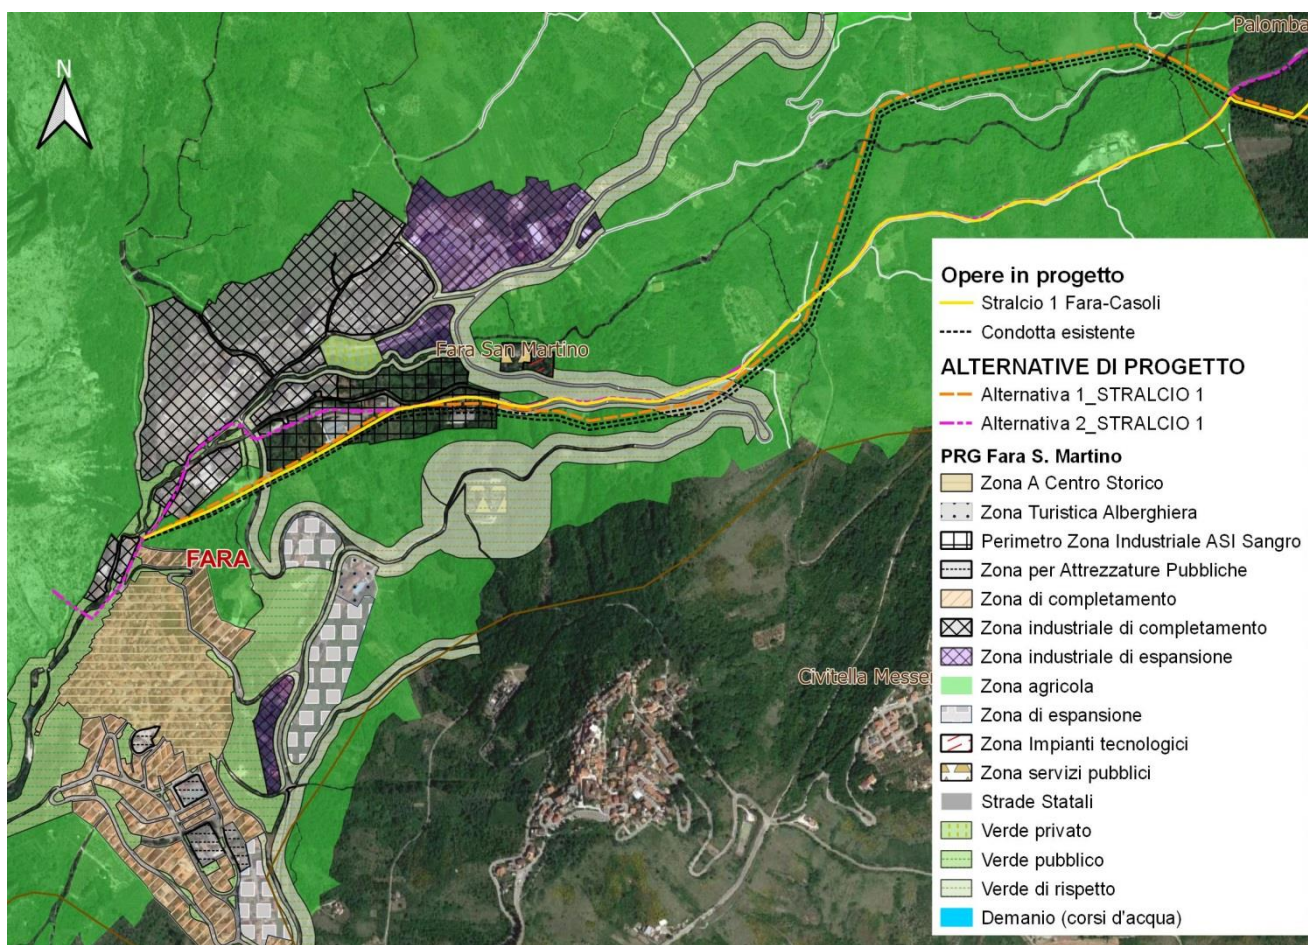 Palomba
N
Fara San Martino
FARA
Civitella Messer
Opere in progetto
Stralcio 1 Fara-Casoli
Condotta esistente
ALTERNATIVE DI PROGETTO
Alternativa 1_STRALCIO 1
Alternativa 2_STRALCIO 1
PRG Fara S. Martino
Zona A Centro Storico
Zona Turistica Alberghiera
Perimetro Zona Industriale ASI Sangro
Zona per Attrezzature Pubbliche
Zona di completamento
Zona industriale di completamento
Zona industriale di espansione
Zona agricola
Zona di espansione
Zona Impianti tecnologici
Zona servizi pubblici
Strade Statali
Verde privato
Verde pubblico
Verde di rispetto
Demanio (corsi d'acqua)